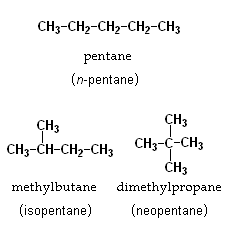 CH₃-CH₂-CH₂-CH₂-CH₃
pentane
(n-pentane)
CH₃
CH₃-CH-CH₂-CH₃
methylbutane
(isopentane)
CH₃
CH₃-C-CH₃
CH₃
dimethylpropane
(neopentane)